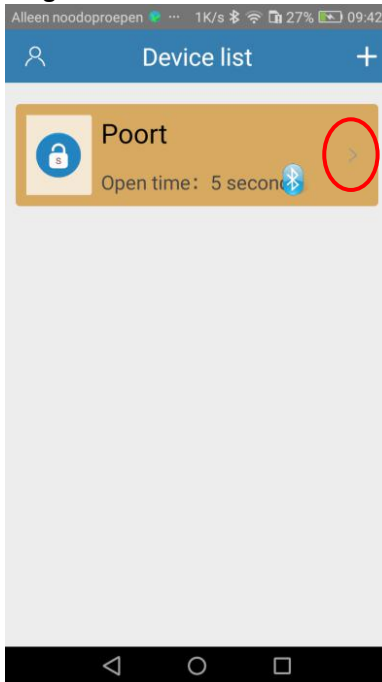 Alleen noodoproepen ... 1K/s 27% 09:42
Device list +
Poort
S
Open time: 5 secon